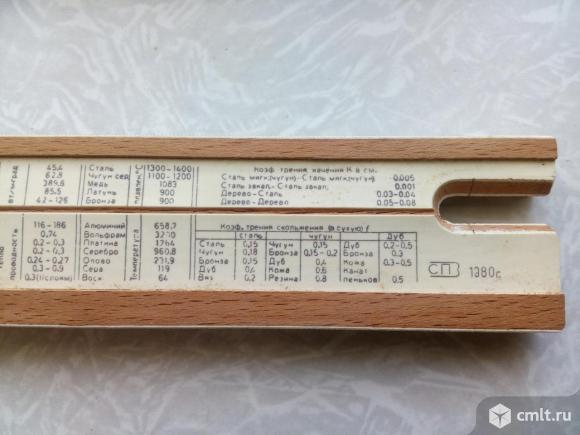 45,4 Сталь 1300-1400
62,8 Чугун сер. 1100-1200
389,6 Медь 1083
85,5 Латунь 900
42-126 Бронза 900
вт/м·град
Коэф. трения качения К в см.
Сталь мягк.(чугун)-Сталь мягк.(чугун) 0.005
Сталь закал.-Сталь закал. 0.001
Дерево-Сталь 0.03-0.04
Дерево-Дерево 0.05-0.08
116-186 Алюминий 658,7
0,74 Вольфрам 3270
0,2-0,3 Платина 1764
0,2-0,3 Серебро 960,8
0,24-0,27 Олово 231,9
0,3-0,9 Сера 119
Воск 64
Температура
Коэф. трения скольжения (в сухую) f
Сталь Чугун Дуб
Сталь 0,15 Чугун 0,15 Дуб 0,2-0,5
Чугун 0,18 Бронза 0,15-0,2 Бронза 0,3
Бронза 0,15 Дуб 0,4 Кожа 0,3-0,5
Дуб 0,4 Кожа 0,6 Канат
Вяз 0,2 Резина 0,8 пеньков 0,5
СПЗ 1980г.
cmlt.ru